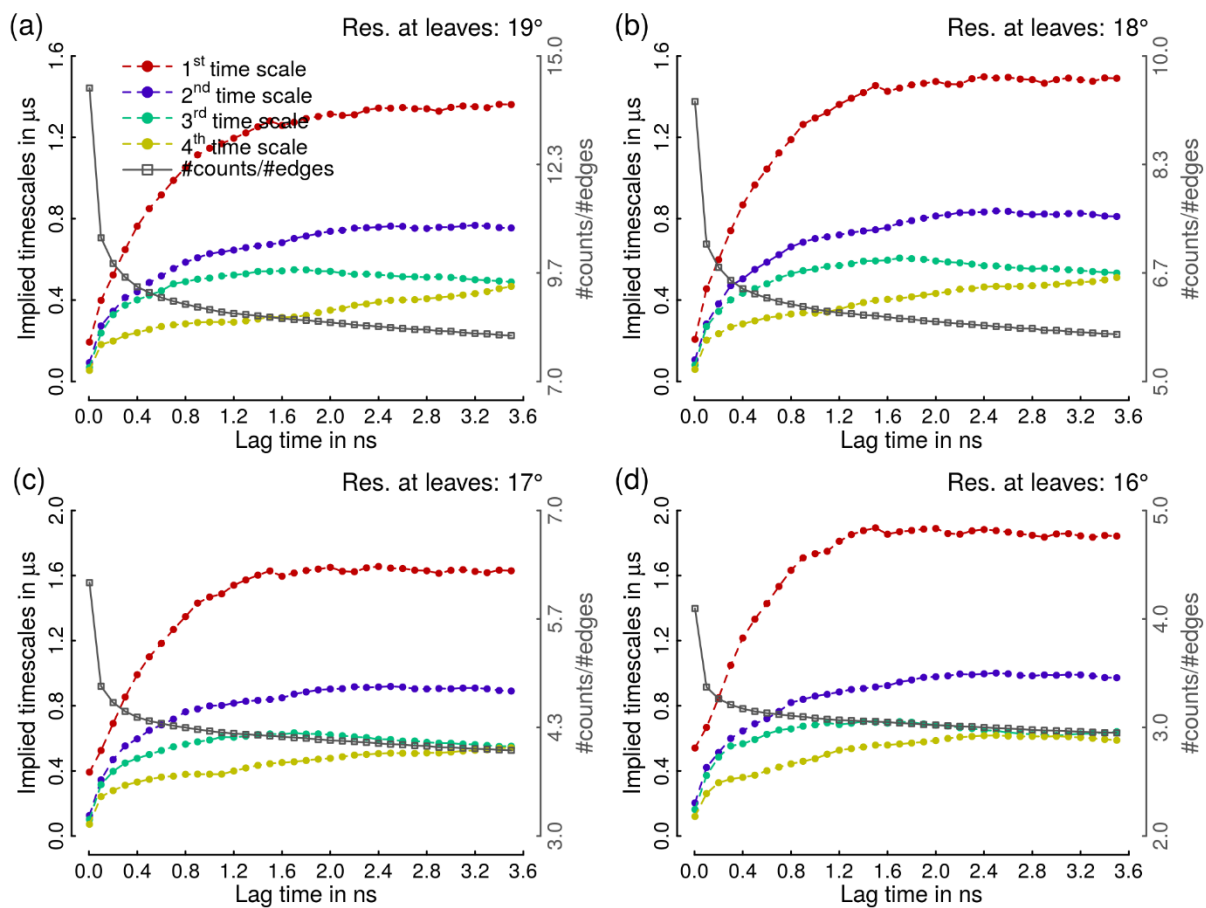 (a)
Res. at leaves: 19°
1.6
1.2
0.8
0.4
0.0
Implied timescales in µs
1st time scale
2nd time scale
3rd time scale
4th time scale
#counts/#edges
15.0
12.3
9.7
7.0
#counts/#edges
0.0 0.4 0.8 1.2 1.6 2.0 2.4 2.8 3.2 3.6
Lag time in ns
(b)
Res. at leaves: 18°
1.6
1.2
0.8
0.4
0.0
Implied timescales in µs
10.0
8.3
6.7
5.0
#counts/#edges
0.0 0.4 0.8 1.2 1.6 2.0 2.4 2.8 3.2 3.6
Lag time in ns
(c)
Res. at leaves: 17°
2.0
1.6
1.2
0.8
0.4
0.0
Implied timescales in µs
7.0
5.7
4.3
3.0
#counts/#edges
0.0 0.4 0.8 1.2 1.6 2.0 2.4 2.8 3.2 3.6
Lag time in ns
(d)
Res. at leaves: 16°
2.0
1.6
1.2
0.8
0.4
0.0
Implied timescales in µs
5.0
4.0
3.0
2.0
#counts/#edges
0.0 0.4 0.8 1.2 1.6 2.0 2.4 2.8 3.2 3.6
Lag time in ns